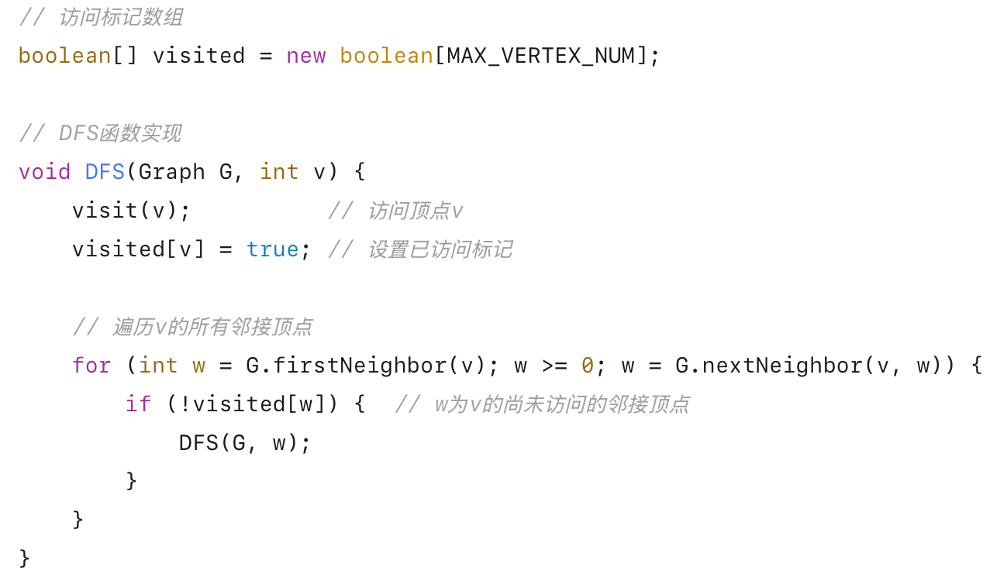 // 访问标记数组
boolean[] visited = new boolean[MAX_VERTEX_NUM];
// DFS函数实现
void DFS(Graph G, int v) {
    visit(v);          // 访问顶点v
    visited[v] = true; // 设置已访问标记
    // 遍历v的所有邻接顶点
    for (int w = G.firstNeighbor(v); w >= 0; w = G.nextNeighbor(v, w)) {
        if (!visited[w]) {  // w为v的尚未访问的邻接顶点
            DFS(G, w);
        }
    }
}